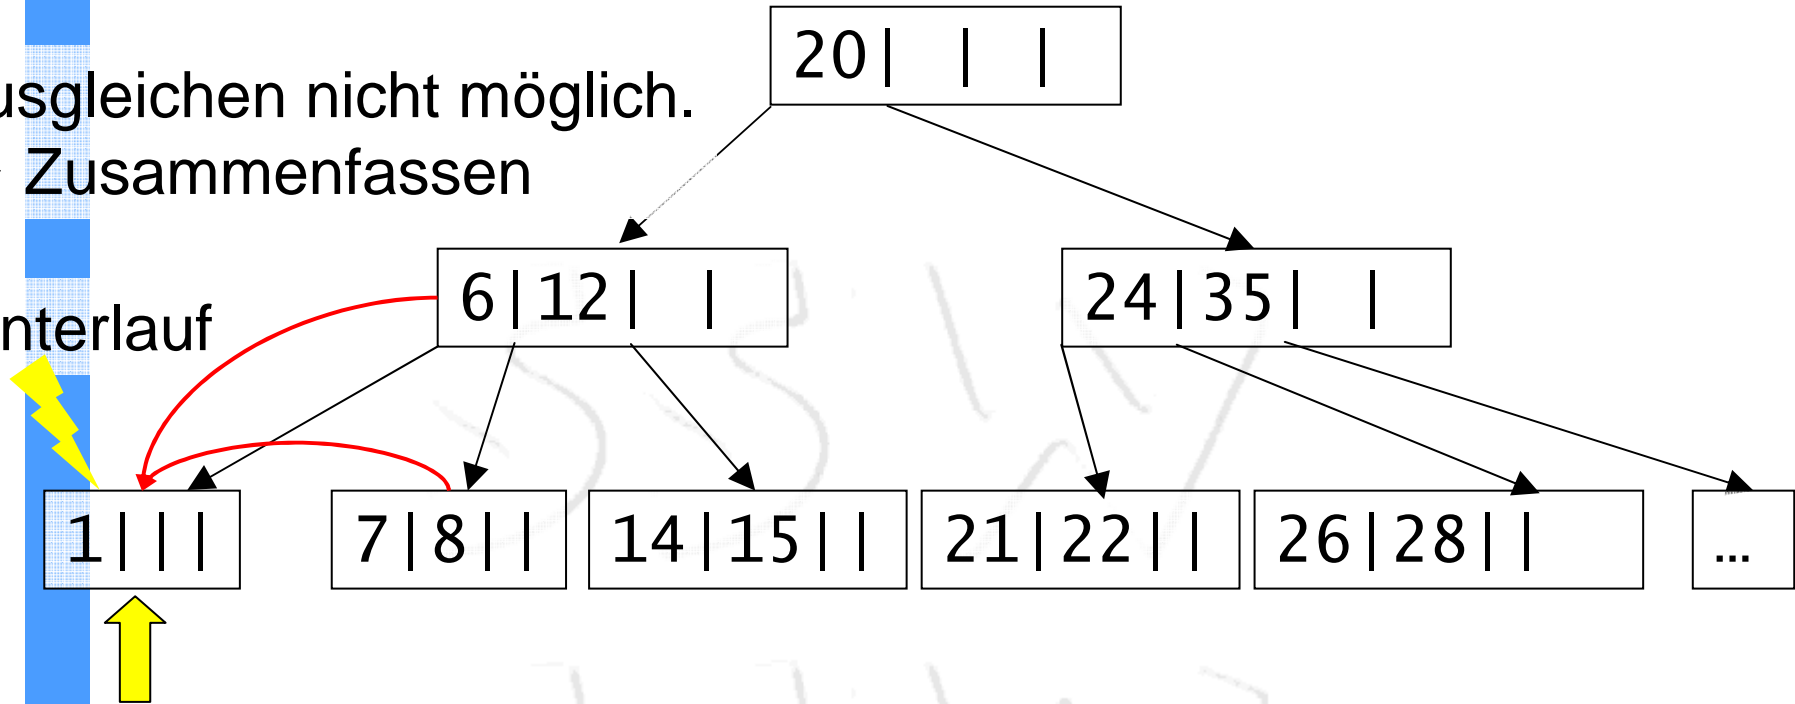 20| | |
usgleichen nicht möglich.
Zusammenfassen
6|12| |
24|35| |
nterlauf
1|||
7|8||
14|15||
21|22||
26|28||
...